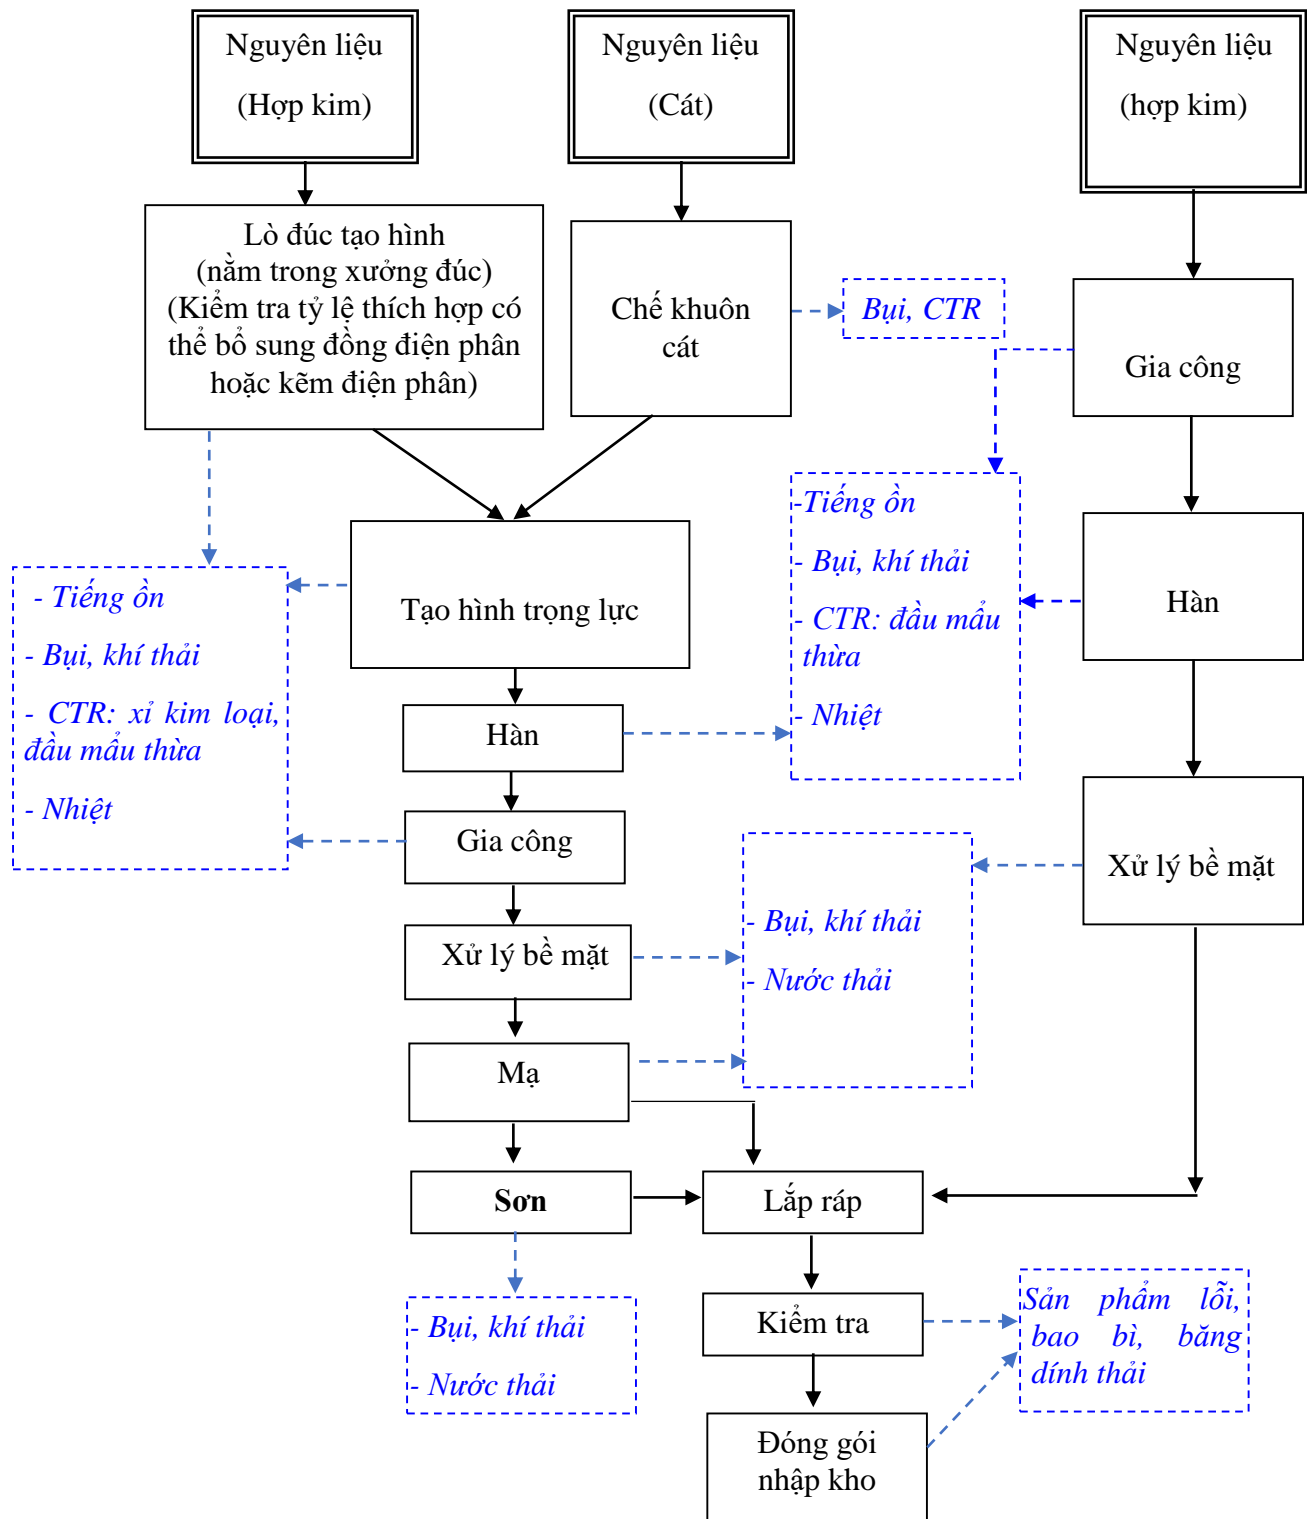 Nguyên liệu
(Hợp kim)
Nguyên liệu
(Cát)
Nguyên liệu
(hợp kim)
Lò đúc tạo hình
(nằm trong xưởng đúc)
(Kiểm tra tỷ lệ thích hợp có
thể bổ sung đồng điện phân
hoặc kẽm điện phân)
Chế khuôn
cát
Bụi, CTR
Gia công
-Tiếng ồn
- Bụi, khí thải
- CTR: đầu mẩu
thừa
- Nhiệt
Hàn
Tạo hình trọng lực
- Tiếng ồn
- Bụi, khí thải
- CTR: xỉ kim loại,
đầu mẩu thừa
- Nhiệt
Hàn
Gia công
Xử lý bề mặt
- Bụi, khí thải
- Nước thải
Xử lý bề mặt
Mạ
Sơn
Lắp ráp
- Bụi, khí thải
- Nước thải
Kiểm tra
Sản phẩm lỗi,
bao bì, băng
dính thải
Đóng gói
nhập kho